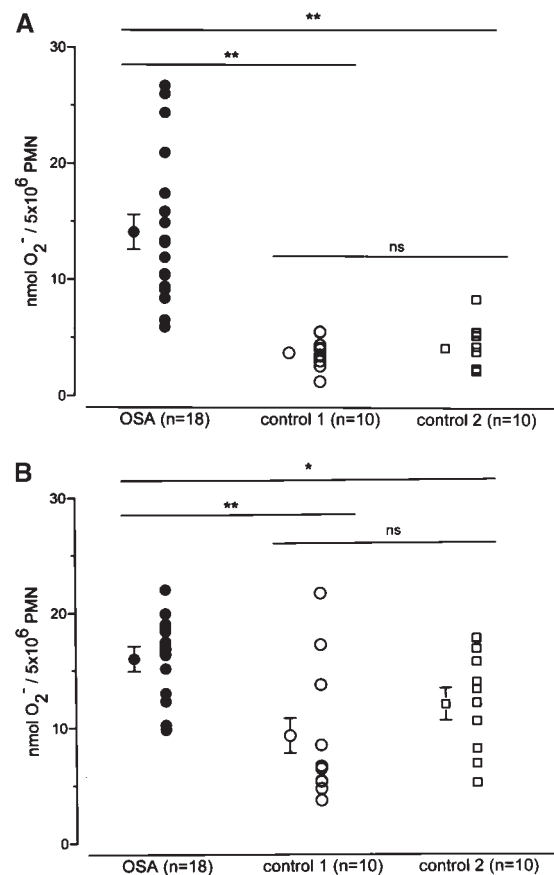 A
**
**
30
20
10
0
nmol O2- / 5x10^6 PMN
ns
OSA (n=18) control 1 (n=10) control 2 (n=10)
B
*
**
ns
30
20
10
0
nmol O2- / 5x10^6 PMN
OSA (n=18) control 1 (n=10) control 2 (n=10)